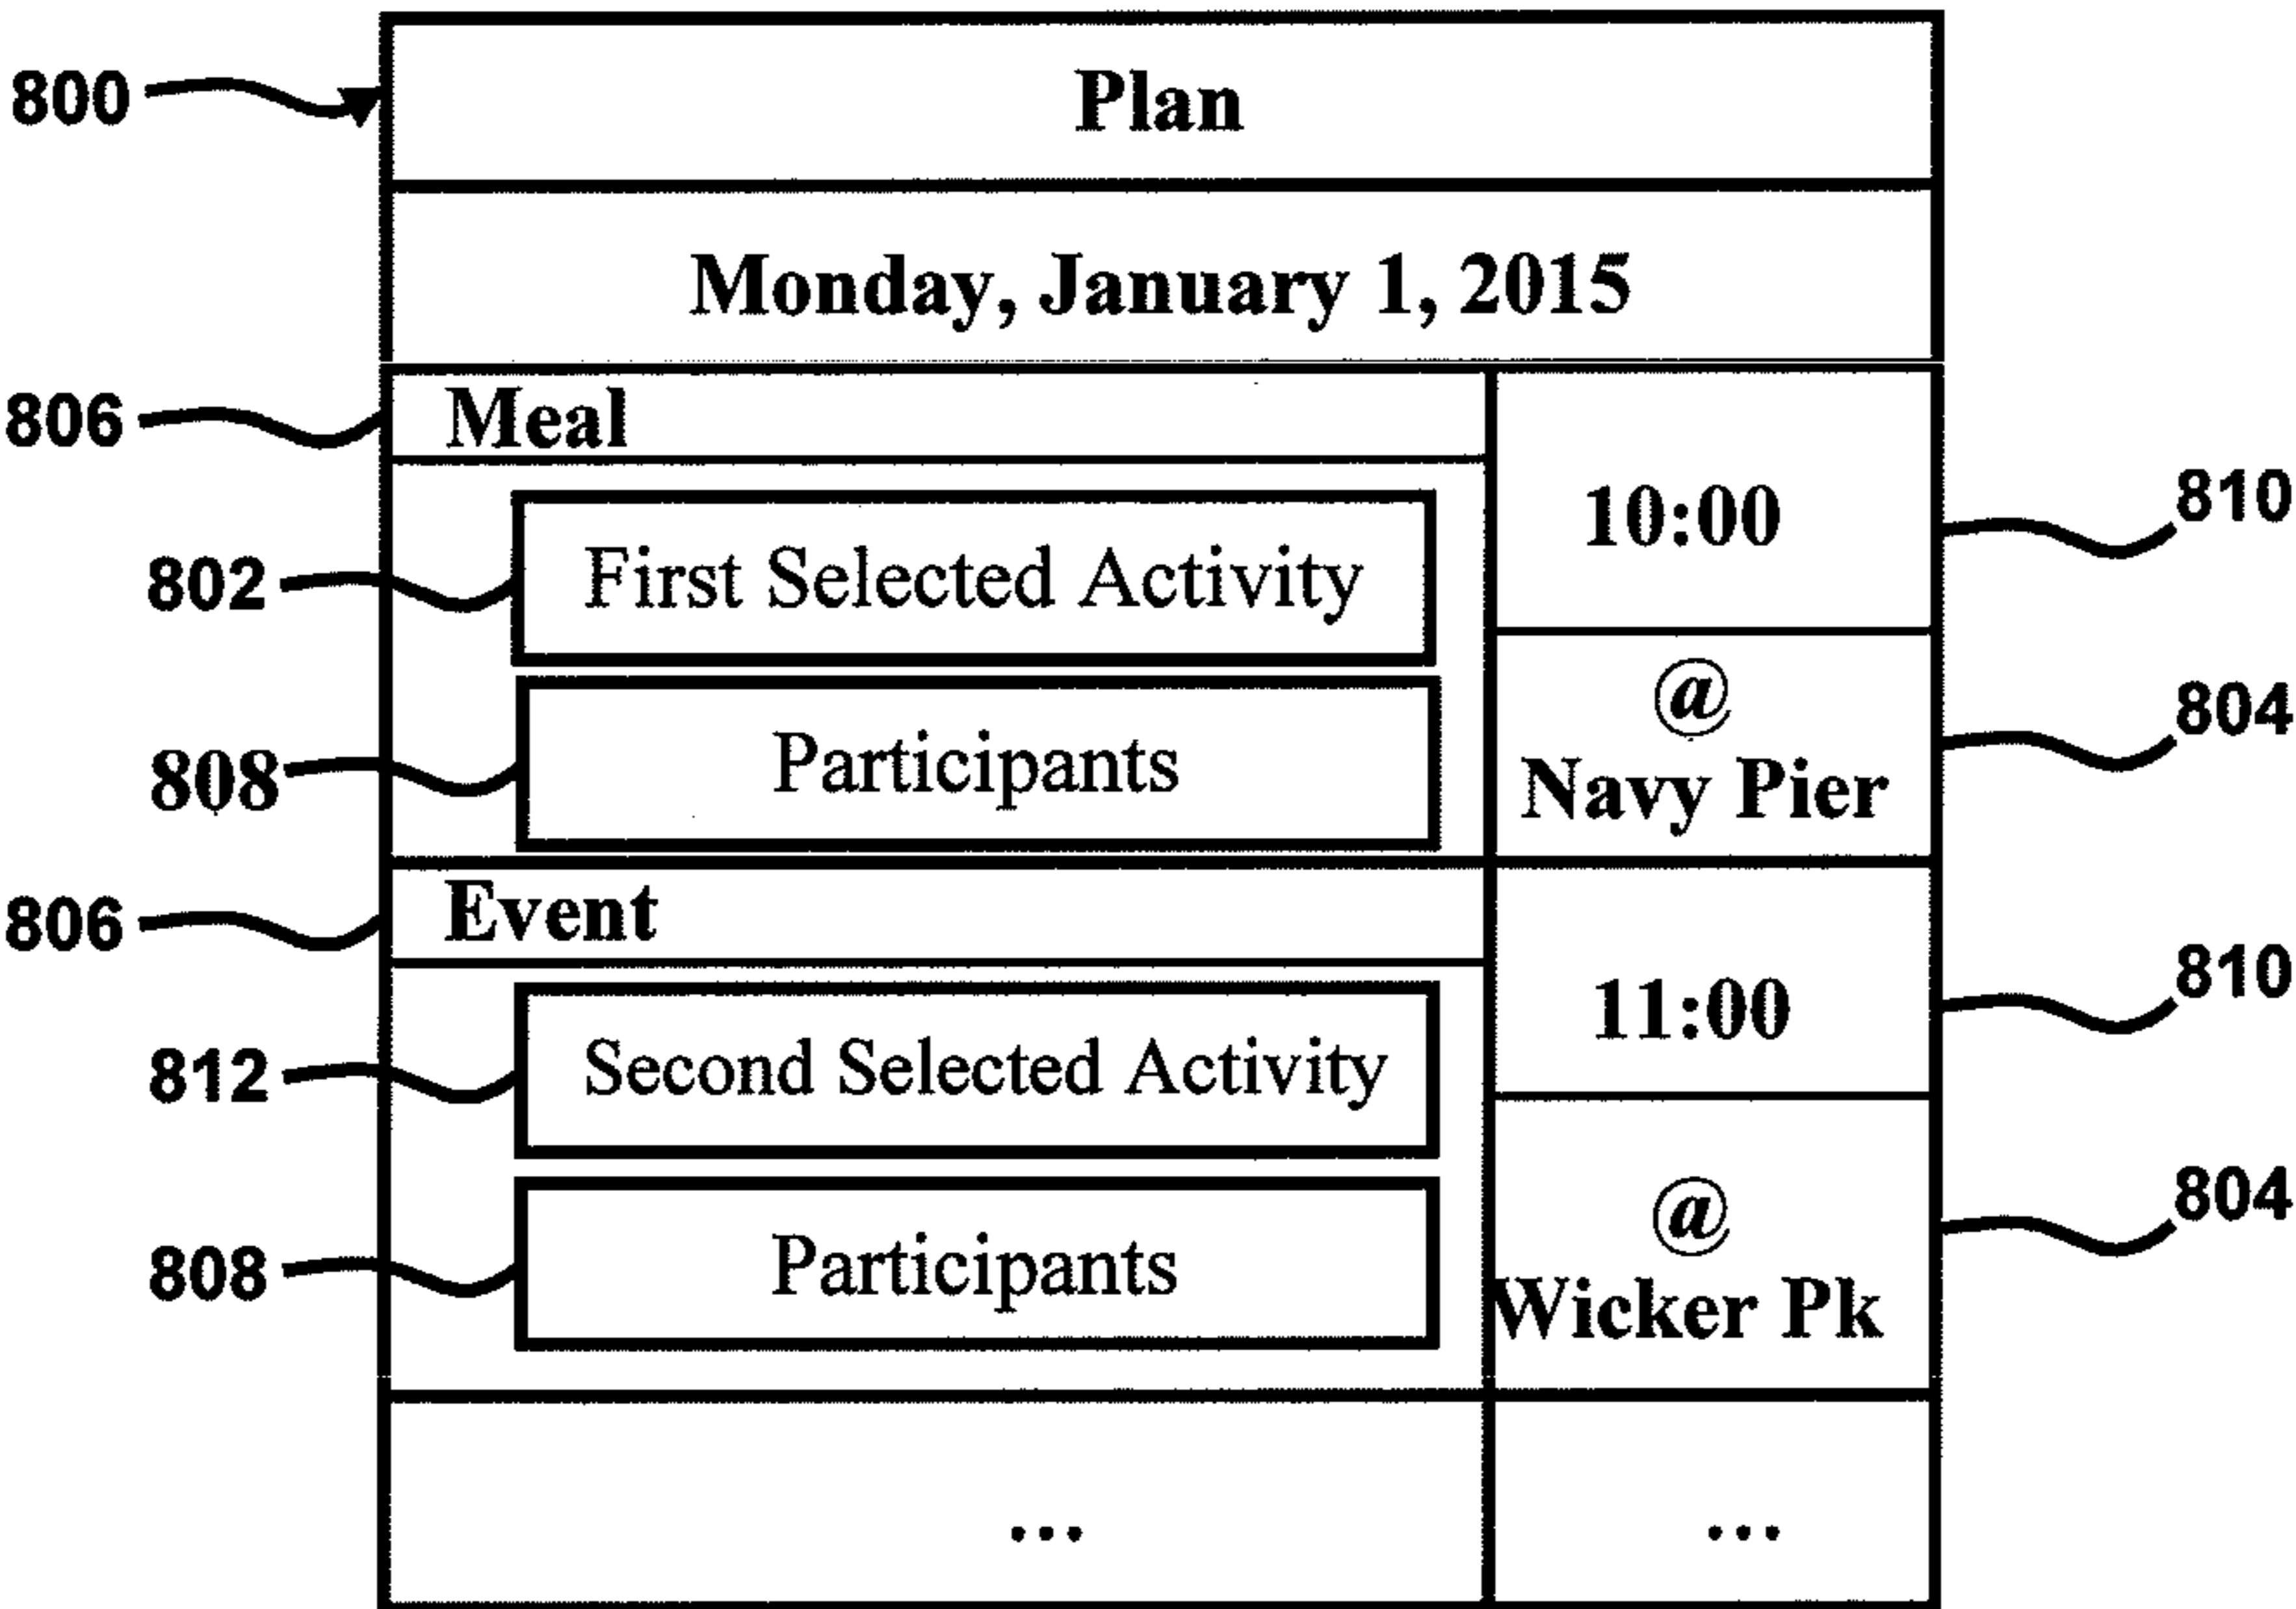 800
Plan
Monday, January 1, 2015
806
Meal
10:00
810
802
First Selected Activity
@
Navy Pier
804
808
Participants
806
Event
11:00
810
812
Second Selected Activity
@
Wicker Pk
804
808
Participants
...
...